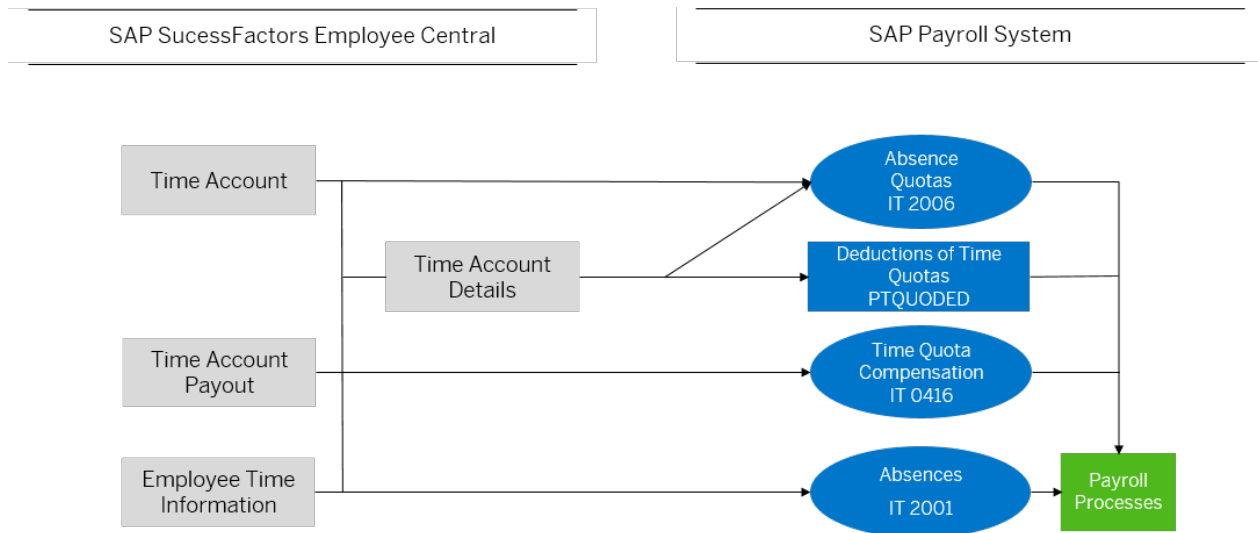 SAP SucessFactors Employee Central
SAP Payroll System
Time Account
Absence
Quotas
IT 2006
Time Account
Details
Deductions of Time
Quotas
PTQUODED
Time Account
Payout
Time Quota
Compensation
IT 0416
Employee Time
Information
Absences
IT 2001
Payroll
Processes